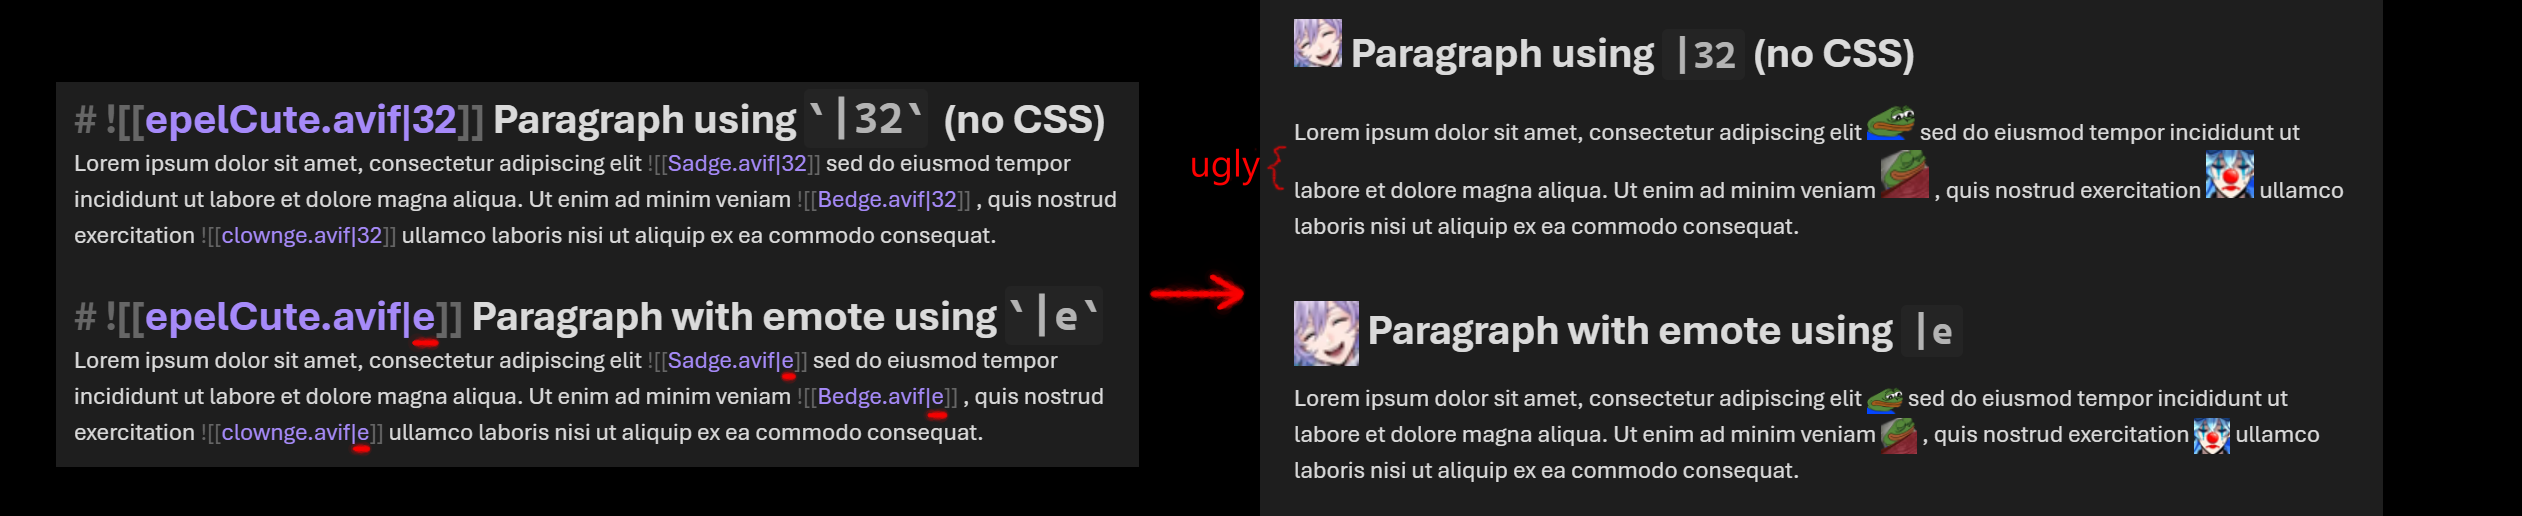 # ![[epelCute.avif|32]] Paragraph using `|32` (no CSS)
Lorem ipsum dolor sit amet, consectetur adipiscing elit ![[Sadge.avif|32]] sed do eiusmod tempor
incididunt ut labore et dolore magna aliqua. Ut enim ad minim veniam ![[Bedge.avif|32]] , quis nostrud
exercitation ![[clownge.avif|32]] ullamco laboris nisi ut aliquip ex ea commodo consequat.
# ![[epelCute.avif|e]] Paragraph with emote using `|e`
Lorem ipsum dolor sit amet, consectetur adipiscing elit ![[Sadge.avif|e]] sed do eiusmod tempor
incididunt ut labore et dolore magna aliqua. Ut enim ad minim veniam ![[Bedge.avif|e]] , quis nostrud
exercitation ![[clownge.avif|e]] ullamco laboris nisi ut aliquip ex ea commodo consequat.
ugly {
Paragraph using |32 (no CSS)
Lorem ipsum dolor sit amet, consectetur adipiscing elit sed do eiusmod tempor incididunt ut
labore et dolore magna aliqua. Ut enim ad minim veniam , quis nostrud exercitation ullamco
laboris nisi ut aliquip ex ea commodo consequat.
Paragraph with emote using |e
Lorem ipsum dolor sit amet, consectetur adipiscing elit sed do eiusmod tempor incididunt ut
labore et dolore magna aliqua. Ut enim ad minim veniam , quis nostrud exercitation ullamco
laboris nisi ut aliquip ex ea commodo consequat.